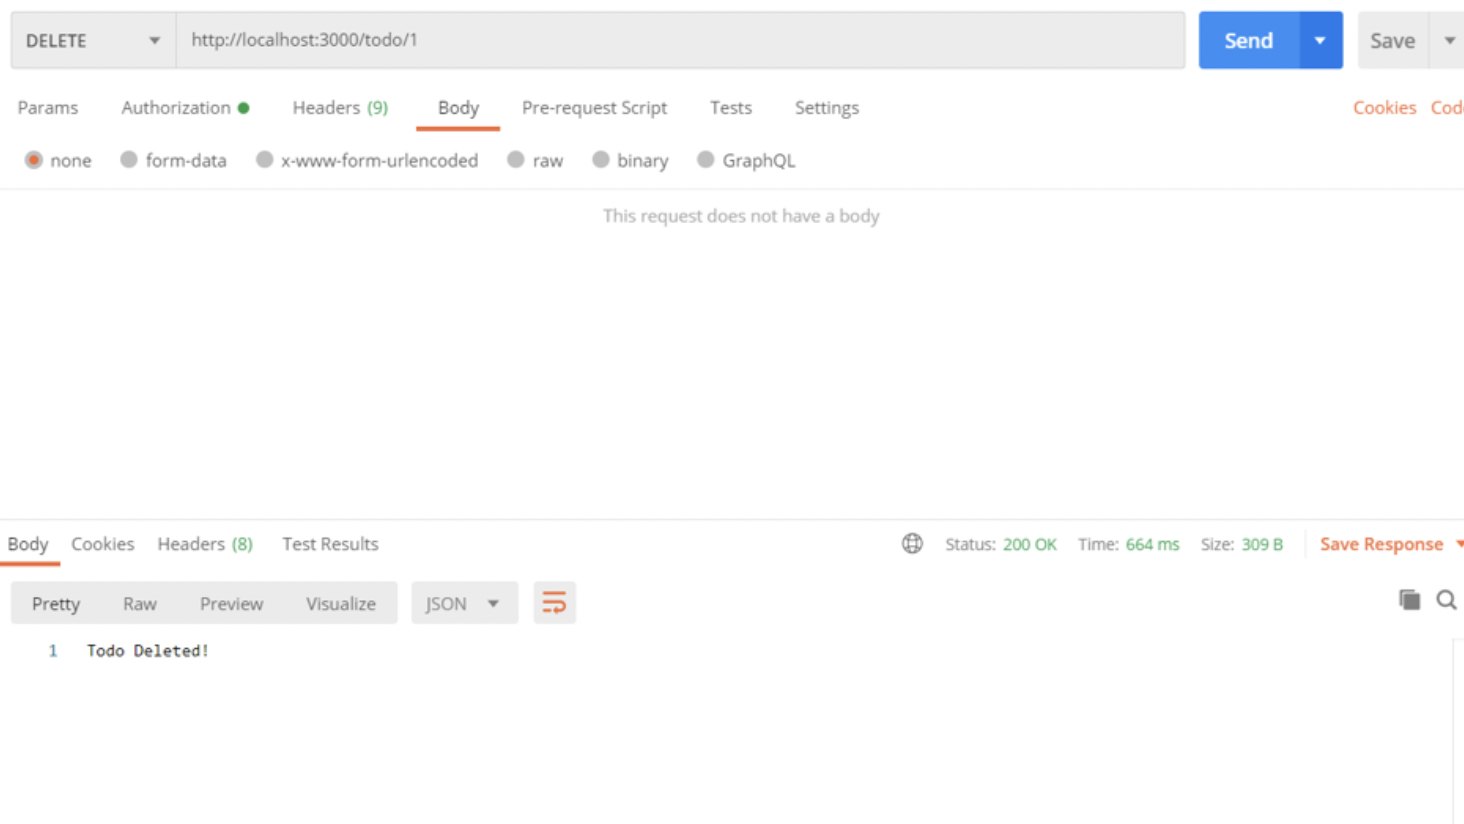 DELETE http://localhost:3000/todo/1 Send Save
Params Authorization Headers (9) Body Pre-request Script Tests Settings Cookies Cod
none form-data x-www-form-urlencoded raw binary GraphQL
This request does not have a body
Body Cookies Headers (8) Test Results Status: 200 OK Time: 664 ms Size: 309 B Save Response
Pretty Raw Preview Visualize JSON
1 Todo Deleted!